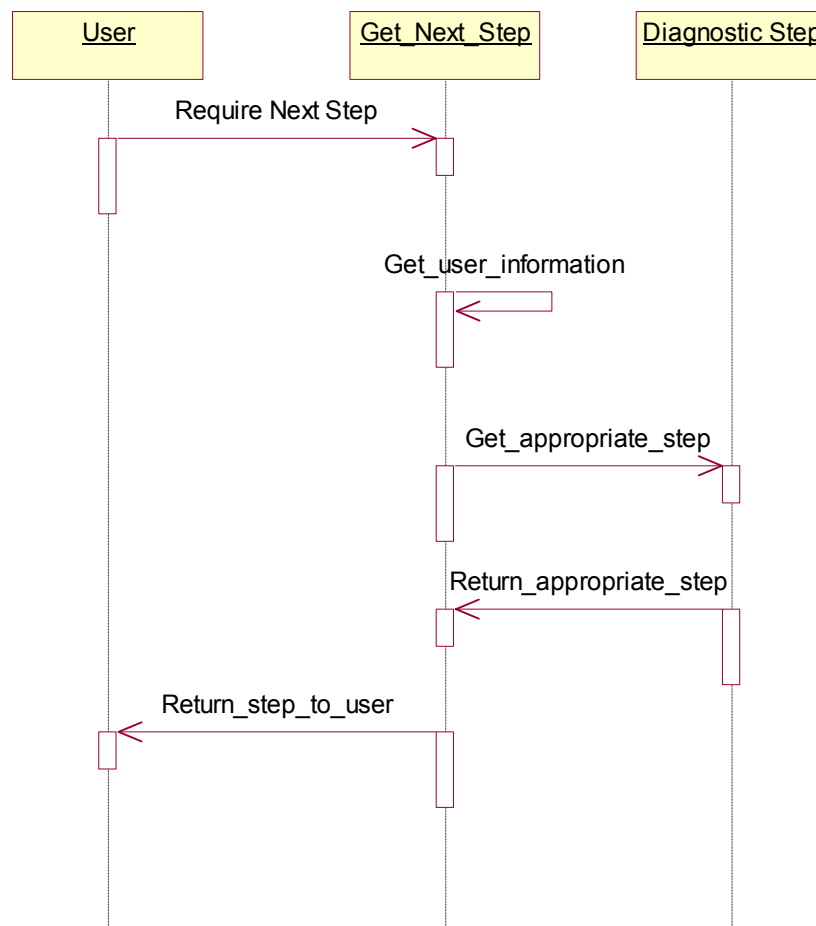 User
Get_Next_Step
Diagnostic Step
Require Next Step
Get_user_information
Get_appropriate_step
Return_appropriate_step
Return_step_to_user